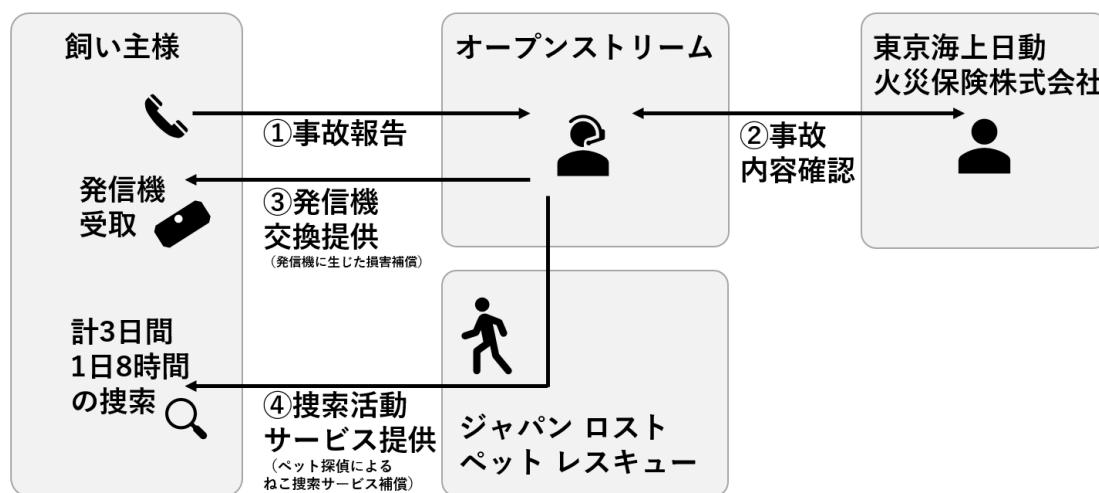 飼い主様
オープンストリーム
東京海上日動
火災保険株式会社
①事故報告
②事故
内容確認
発信機
受取
③発信機
交換提供
（発信機に生じた損害補償）
計3日間
1日8時間
の捜索
④捜索活動
サービス提供
（ペット探偵による
ねこ捜索サービス補償）
ジャパン ロスト
ペット レスキュー